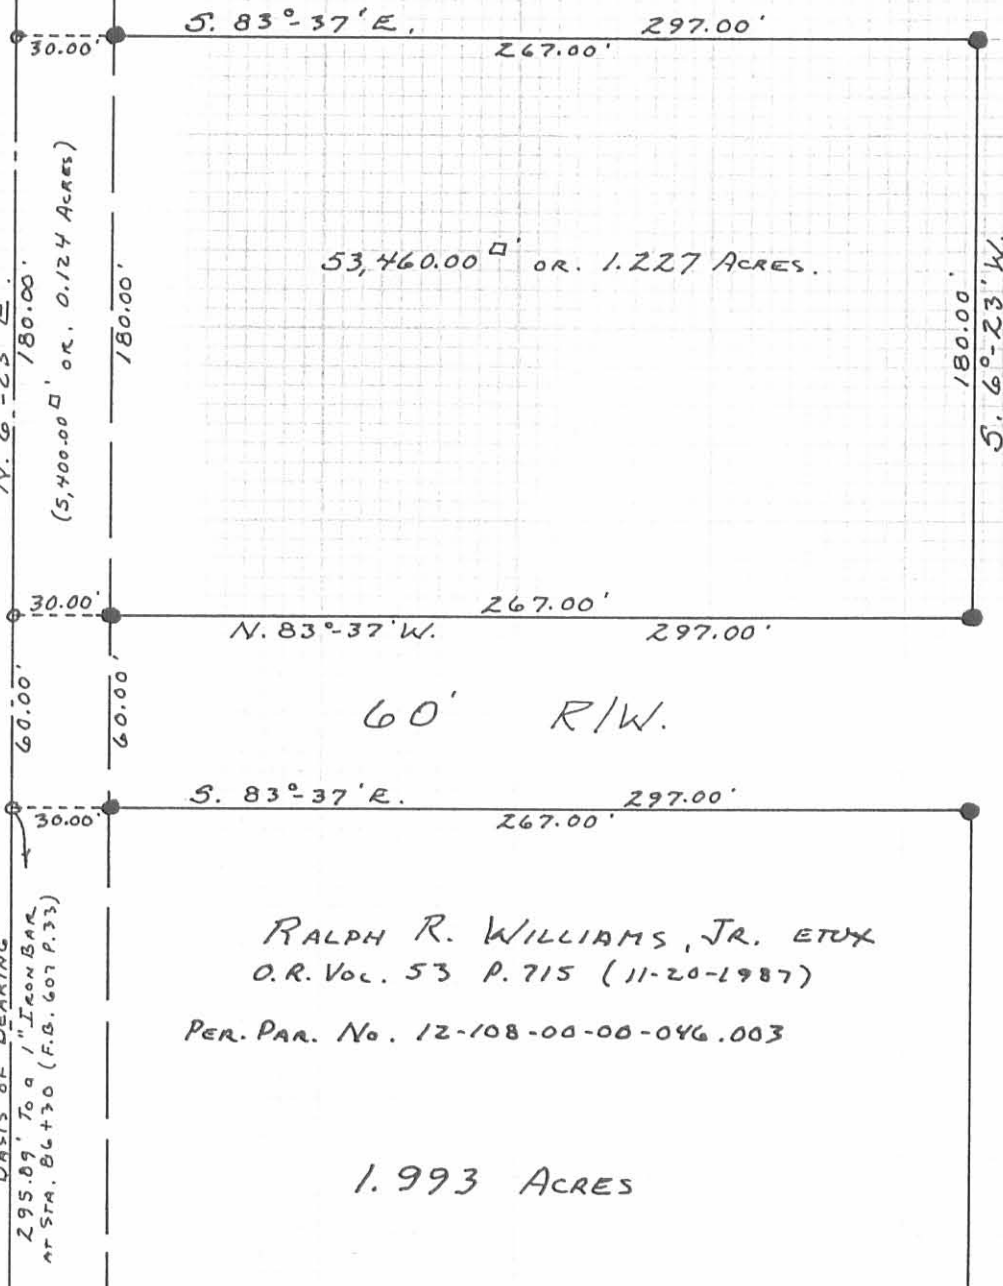 S. 83°-37' E.
297.00'
30.00'
267.00'
N. 6°-23' E.
180.00'
(5,400.00 □' OR. 0.124 ACRES)
180.00'
53,460.00 □' OR. 1.227 ACRES.
180.00'
S. 6°-23' W.
30.00'
267.00'
N. 83°-37' W.
297.00'
60.00'
60.00'
60' R/W.
S. 83°-37' E.
297.00'
30.00'
267.00'
BASIS OF BEARING
295.89' To a 1" IRON BAR
AT STA. 86+30 (F.B. 607 P.33)
RALPH R. WILLIAMS, JR. ETUX
O.R. VOL. 53 P. 715 (11-20-1987)
PER. PAR. No. 12-108-00-00-046.003
1.993 ACRES